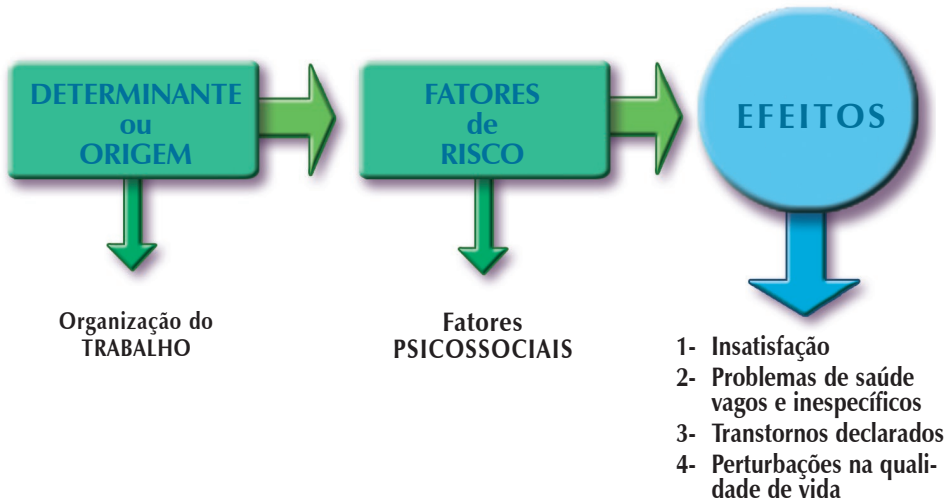 DETERMINANTE
ou
ORIGEM
FATORES
de
RISCO
EFEITOS
Organização do
TRABALHO
Fatores
PSICOSSOCIAIS
1- Insatisfação
2- Problemas de saúde
vagos e inespecíficos
3- Transtornos declarados
4- Perturbações na quali-
dade de vida